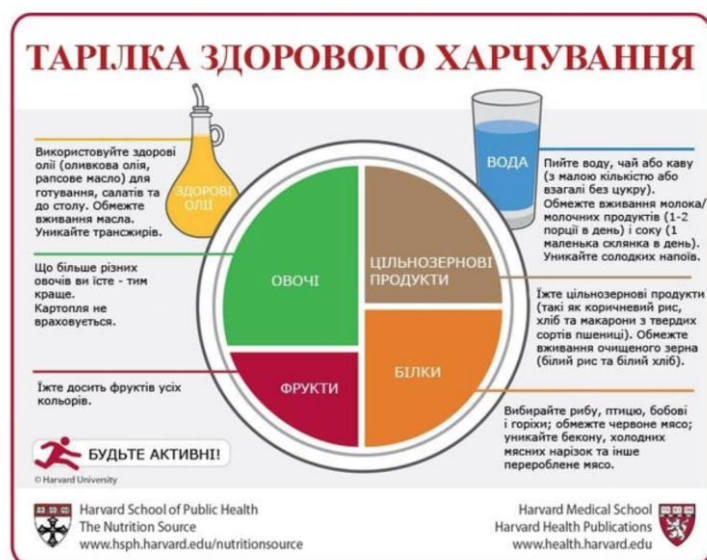 ТАРІЛКА ЗДОРОВОГО ХАРЧУВАННЯ
Використовуйте здорові
олії (оливкова олія,
рапсове масло) для
готування, салатів та
до столу. Обмежте
вживання масла.
Уникайте трансжирів.
ЗДОРОВІ
ОЛІЇ
ВОДА
Пийте воду, чай або каву
(з малою кількістю або
взагалі без цукру).
Обмежте вживання молока/
молочних продуктів (1-2
порції в день) і соку (1
маленька склянка в день).
Уникайте солодких напоїв.
Що більше різних
овочів ви їсте - тим
краще.
Картопля не
враховується.
ОВОЧІ
ЦІЛЬНОЗЕРНОВІ
ПРОДУКТИ
Їжте цільнозернові продукти
(такі як коричневий рис,
хліб та макарони з твердих
сортів пшениці). Обмежте
вживання очищеного зерна
(білий рис та білий хліб).
Їжте досить фруктів усіх
кольорів.
ФРУКТИ
БІЛКИ
Вибирайте рибу, птицю, бобові
і горіхи; обмежте червоне мясо;
уникайте бекону, холодних
мясних нарізок та інше
перероблене мясо.
БУДЬТЕ АКТИВНІ!
© Harvard University
Harvard School of Public Health
The Nutrition Source
www.hsph.harvard.edu/nutritionsource
Harvard Medical School
Harvard Health Publications
www.health.harvard.edu